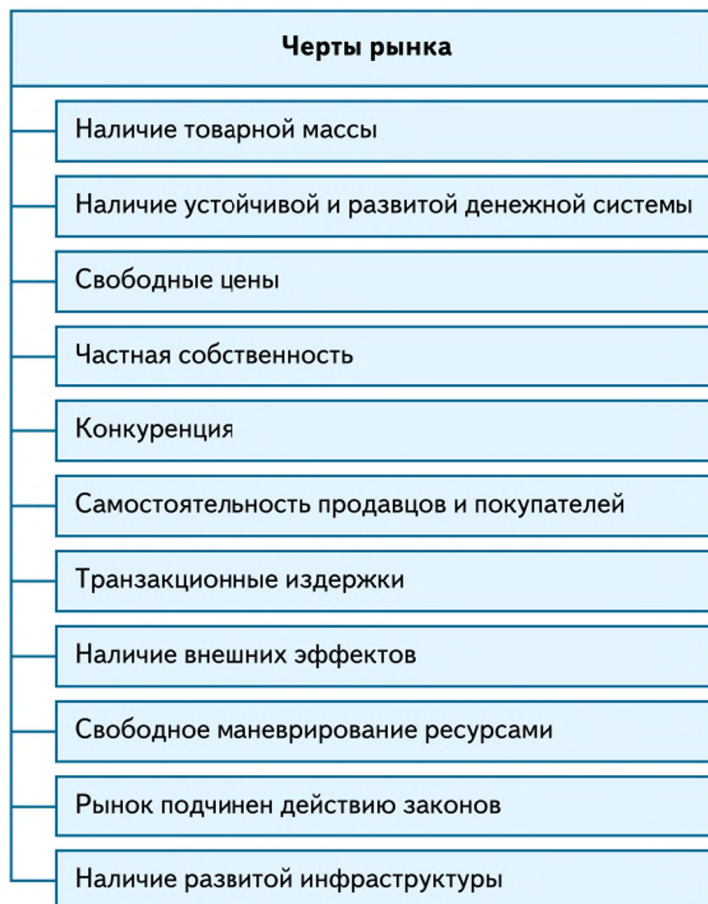 Черты рынка
Наличие товарной массы
Наличие устойчивой и развитой денежной системы
Свободные цены
Частная собственность
Конкуренция
Самостоятельность продавцов и покупателей
Транзакционные издержки
Наличие внешних эффектов
Свободное маневрирование ресурсами
Рынок подчинен действию законов
Наличие развитой инфраструктуры